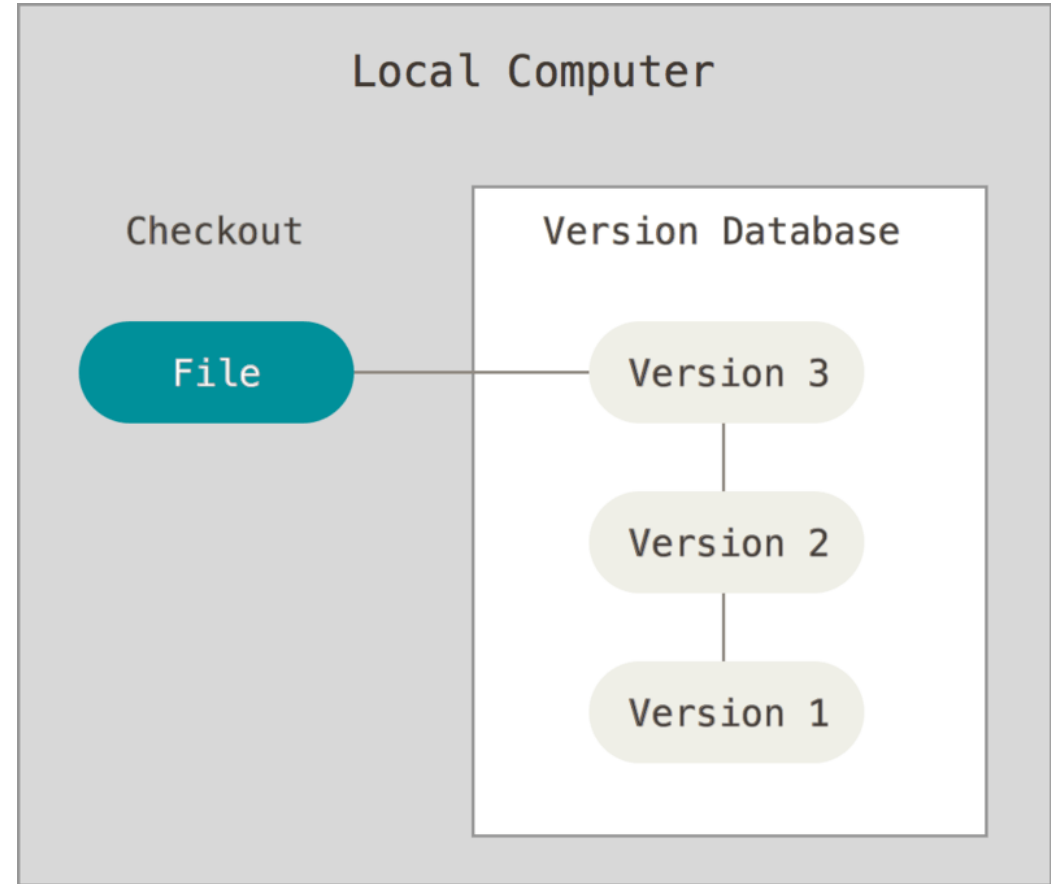 Local Computer
Checkout
Version Database
File
Version 3
Version 2
Version 1